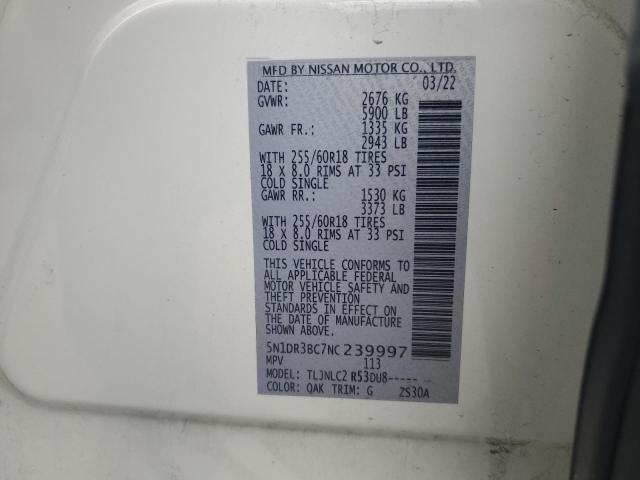 MFD BY NISSAN MOTOR CO., LTD.
DATE: 03/22
GVWR: 2676 KG
5900 LB
GAWR FR.: 1335 KG
2943 LB
WITH 255/60R18 TIRES
18 X 8.0 RIMS AT 33 PSI
COLD SINGLE
GAWR RR.: 1530 KG
3373 LB
WITH 255/60R18 TIRES
18 X 8.0 RIMS AT 33 PSI
COLD SINGLE
THIS VEHICLE CONFORMS TO
ALL APPLICABLE FEDERAL
MOTOR VEHICLE SAFETY AND
THEFT PREVENTION
STANDARDS IN EFFECT ON
THE DATE OF MANUFACTURE
SHOWN ABOVE.
5N1DR3BC7NC239997
MPV 113
MODEL: TLJNLC2 R53DU8-----
COLOR: QAK TRIM: G ZS30A